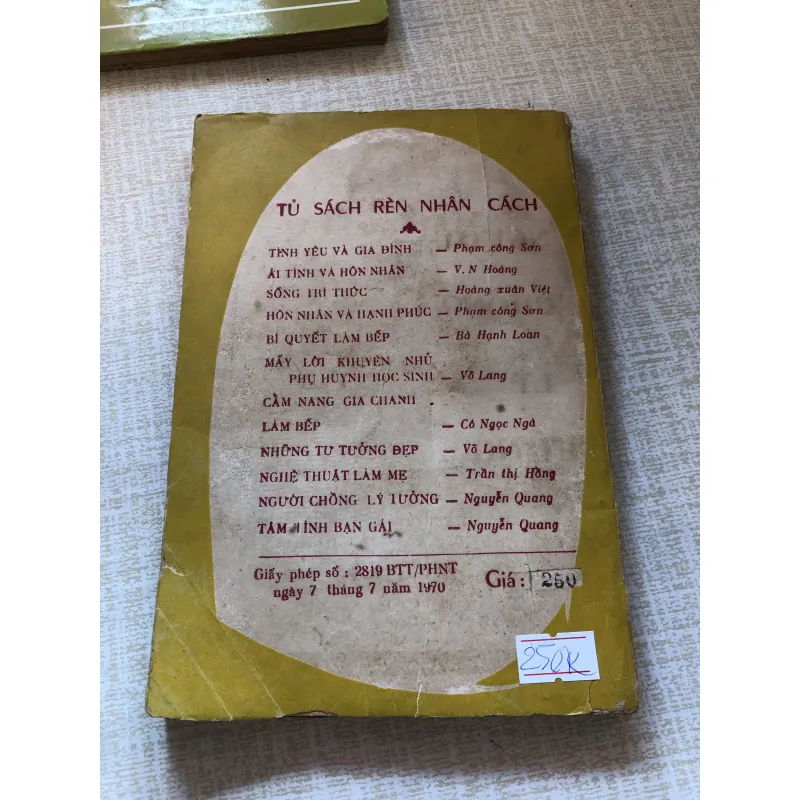 TỦ SÁCH RÈN NHÂN CÁCH
TÌNH YÊU VÀ GIA ĐÌNH – Phạm công Sơn
ÁI TÌNH VÀ HÔN NHÂN – V. N Hoàng
SỐNG TRÍ THỨC – Hoàng xuân Việt
HÔN NHÂN VÀ HẠNH PHÚC – Phạm công Sơn
BÍ QUYẾT LÀM BẾP – Bà Hạnh Loan
MẤY LỜI KHUYÊN NHỦ
PHỤ HUYNH HỌC SINH – Võ Lang
CẨM NANG GIA CHANH
LÀM BẾP – Cô Ngọc Ngà
NHỮNG TƯ TƯỞNG ĐẸP – Võ Lang
NGHỆ THUẬT LÀM MẸ – Trần thị Hồng
NGƯỜI CHỒNG LÝ TƯỞNG – Nguyễn Quang
TÂM TÌNH BẠN GÁI – Nguyễn Quang
Giấy phép số : 2819 BTT/PHNT
ngày 7 tháng 7 năm 1970 Giá : 250
250K